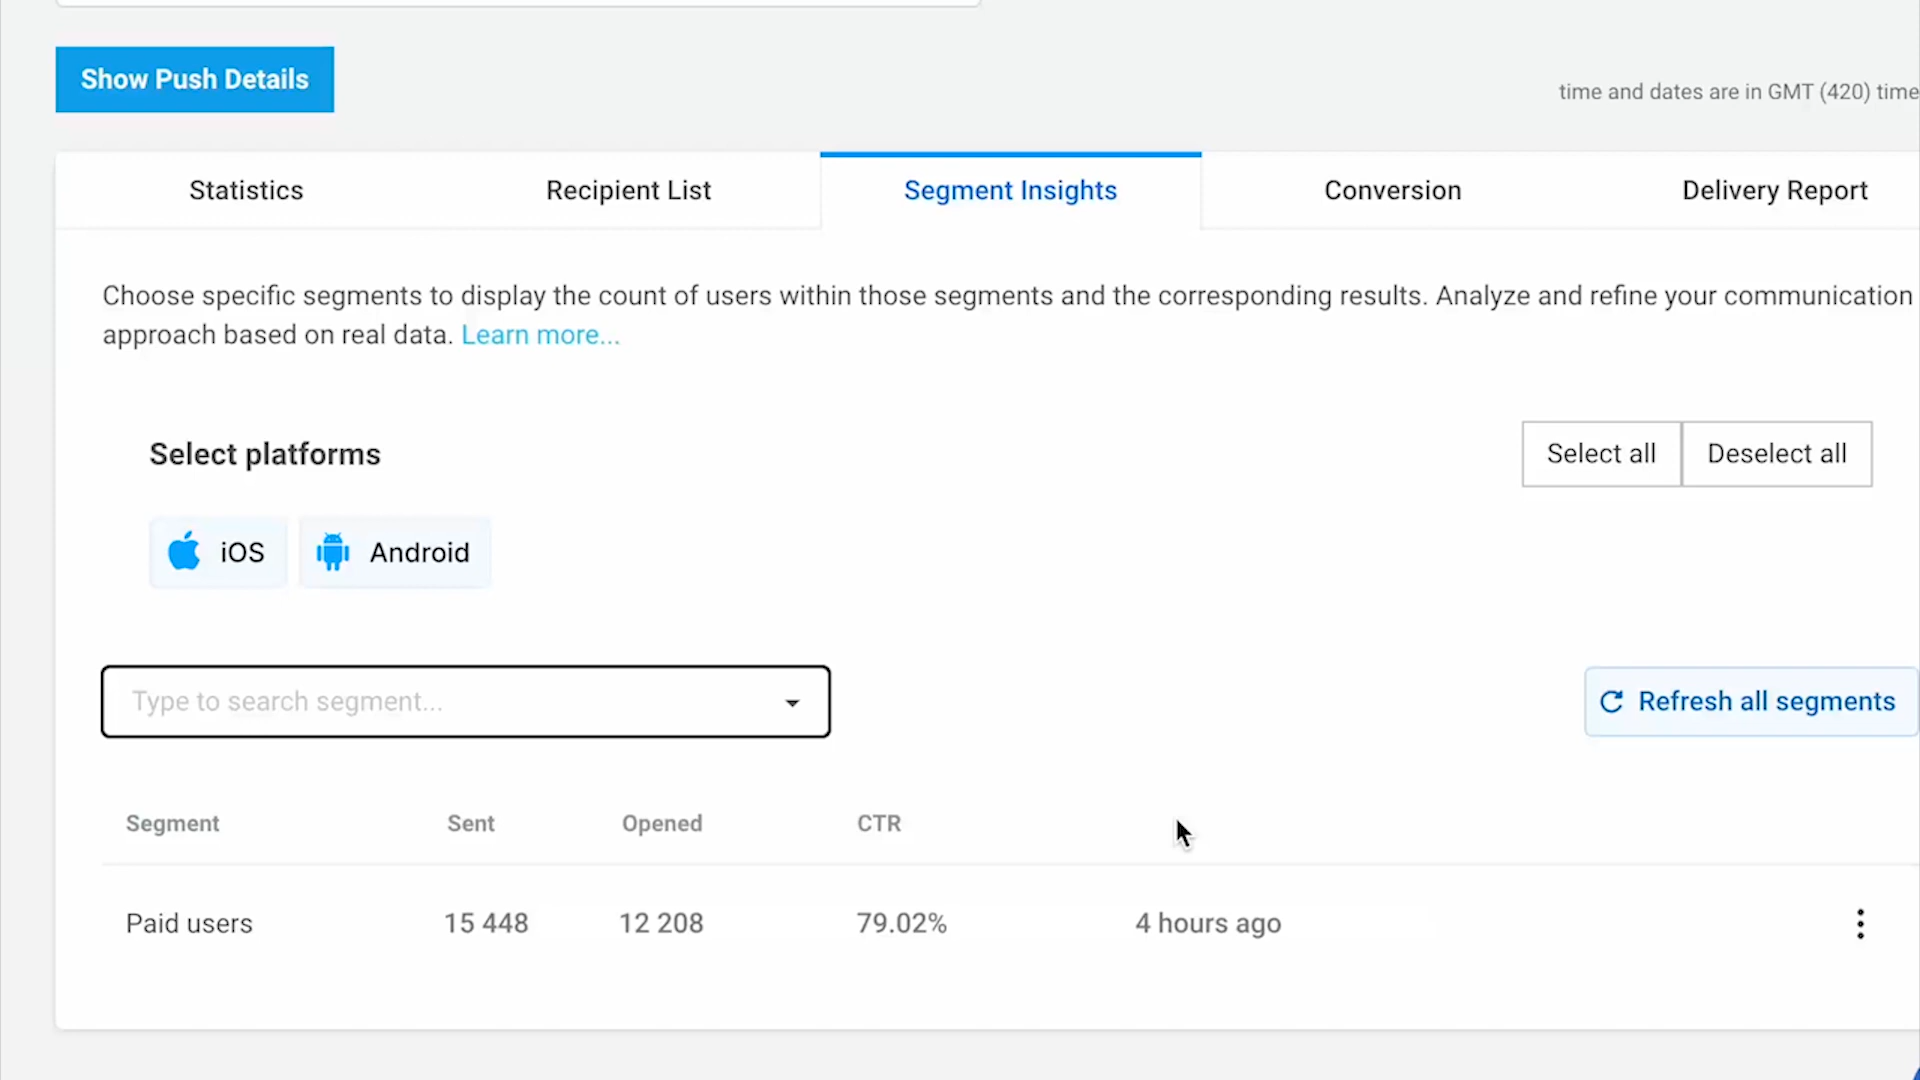 Show Push Details
time and dates are in GMT (420) time
Statistics
Recipient List
Segment Insights
Conversion
Delivery Report
Choose specific segments to display the count of users within those segments and the corresponding results. Analyze and refine your communication
approach based on real data. Learn more...
Select platforms
Select all
Deselect all
iOS
Android
Type to search segment...
Refresh all segments
Segment Sent Opened CTR
Paid users 15 448 12 208 79.02% 4 hours ago